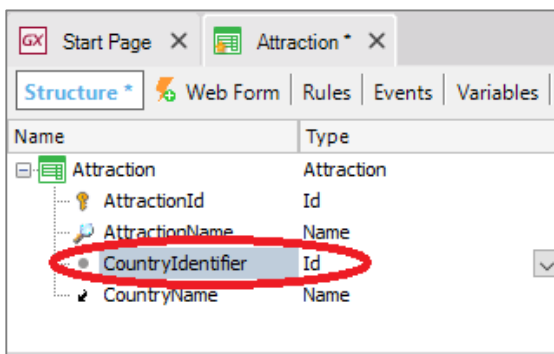 GX Start Page Attraction *
Structure * Web Form Rules Events Variables
Name Type
Attraction Attraction
AttractionId Id
AttractionName Name
CountryIdentifier Id
CountryName Name